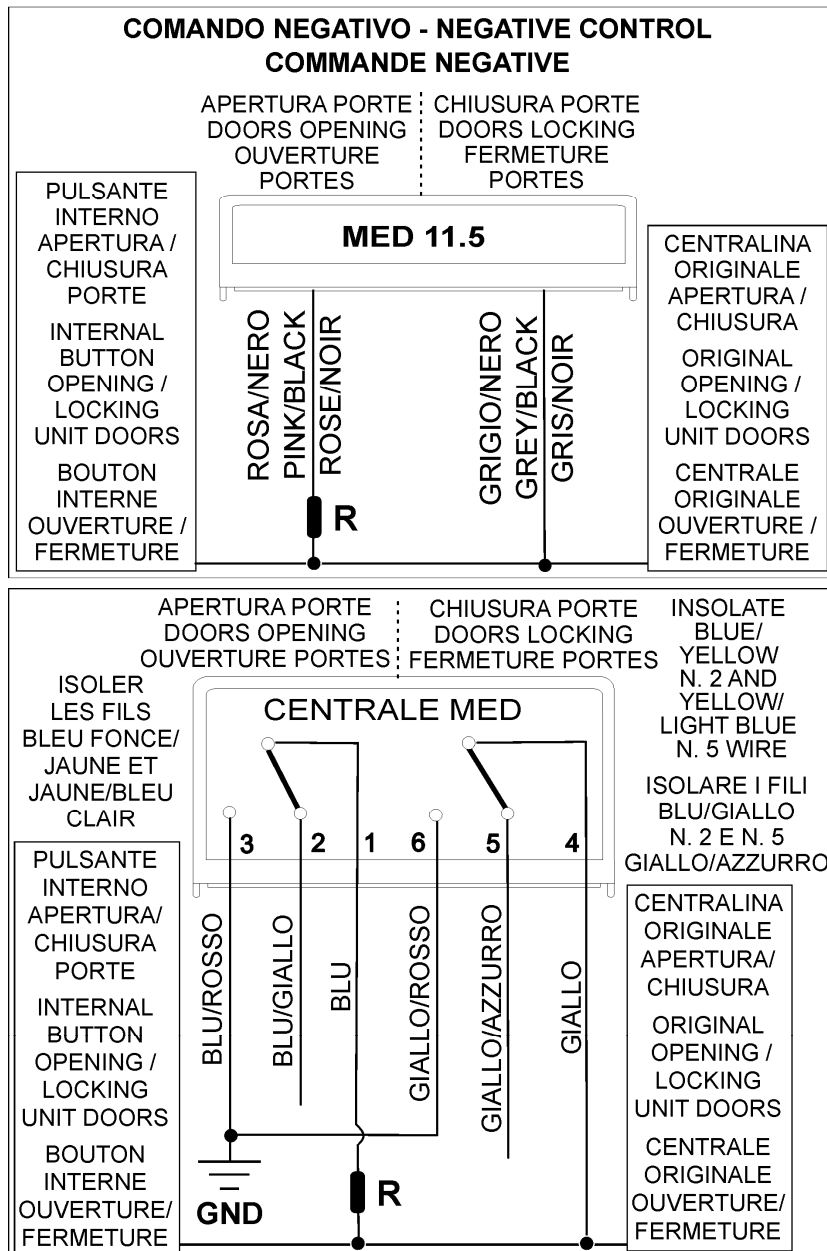 COMANDO NEGATIVO - NEGATIVE CONTROL
COMMANDE NEGATIVE
APERTURA PORTE
DOORS OPENING
OUVERTURE
PORTES
CHIUSURA PORTE
DOORS LOCKING
FERMETURE
PORTES
PULSANTE
INTERNO
APERTURA /
CHIUSURA
PORTE
INTERNAL
BUTTON
OPENING /
LOCKING
UNIT DOORS
BOUTON
INTERNE
OUVERTURE /
FERMETURE
MED 11.5
ROSA/NERO
PINK/BLACK
ROSE/NOIR
R
GRIGIO/NERO
GREY/BLACK
GRIS/NOIR
CENTRALINA
ORIGINALE
APERTURA /
CHIUSURA
ORIGINAL
OPENING /
LOCKING
UNIT DOORS
CENTRALE
ORIGINALE
OUVERTURE /
FERMETURE
APERTURA PORTE
DOORS OPENING
OUVERTURE PORTES
CHIUSURA PORTE
DOORS LOCKING
FERMETURE PORTES
INSOLATE
BLUE/
YELLOW
N. 2 AND
YELLOW/
LIGHT BLUE
N. 5 WIRE
ISOLARE I FILI
BLU/GIALLO
N. 2 E N. 5
GIALLO/AZZURRO
ISOLER
LES FILS
BLEU FONCE/
JAUNE ET
JAUNE/BLEU
CLAIR
CENTRALE MED
3 2 1 6 5 4
BLU/ROSSO
BLU/GIALLO
BLU
GIALLO/ROSSO
GIALLO/AZZURRO
GIALLO
PULSANTE
INTERNO
APERTURA/
CHIUSURA
PORTE
INTERNAL
BUTTON
OPENING /
LOCKING
UNIT DOORS
BOUTON
INTERNE
OUVERTURE/
FERMETURE
GND
R
CENTRALINA
ORIGINALE
APERTURA/
CHIUSURA
ORIGINAL
OPENING /
LOCKING
UNIT DOORS
CENTRALE
ORIGINALE
OUVERTURE/
FERMETURE